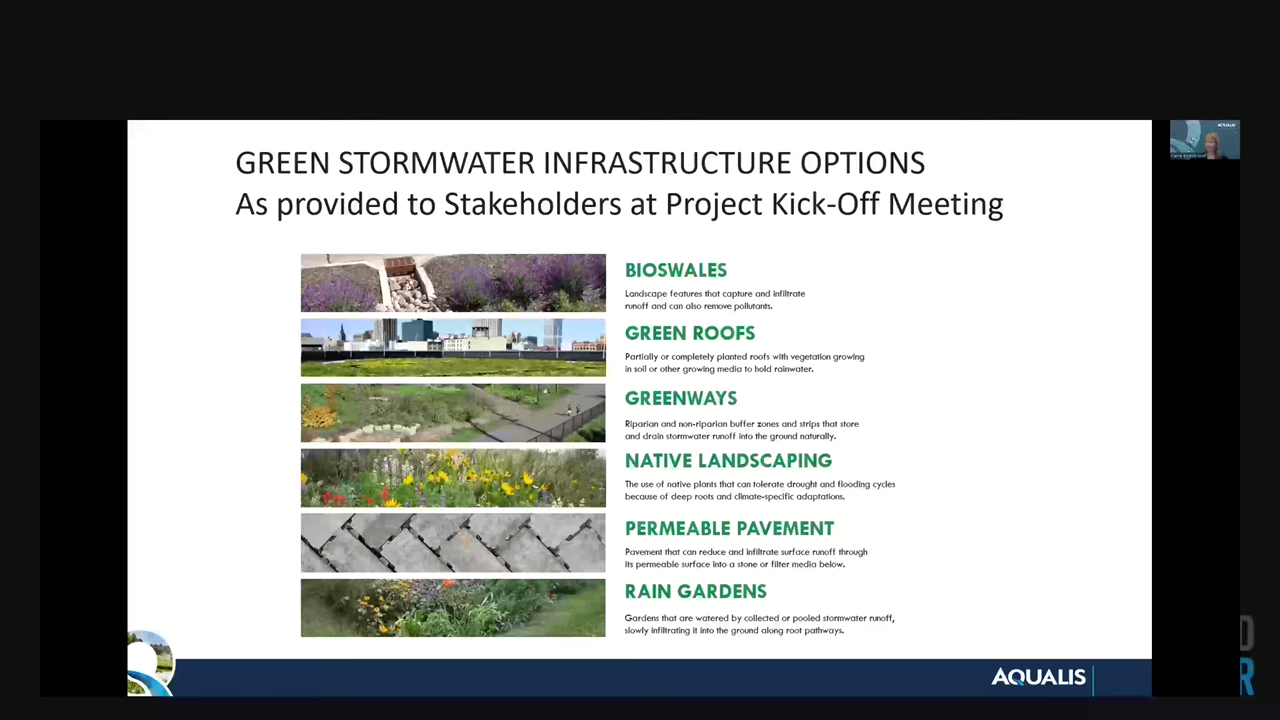 GREEN STORMWATER INFRASTRUCTURE OPTIONS
As provided to Stakeholders at Project Kick-Off Meeting
AQUALIS
BIOSWALES
Landscape features that capture and infiltrate
runoff and can also remove pollutants.
GREEN ROOFS
Partially or completely planted roofs with vegetation growing
in soil or other growing media to hold rainwater.
GREENWAYS
Riparian and non-riparian buffer zones and strips that store
and drain stormwater runoff into the ground naturally.
NATIVE LANDSCAPING
The use of native plants that can tolerate drought and flooding cycles
because of deep roots and climate-specific adaptations.
PERMEABLE PAVEMENT
Pavement that can reduce and infiltrate surface runoff through
its permeable surface into a stone or filter media below.
RAIN GARDENS
Gardens that are watered by collected or pooled stormwater runoff,
slowly infiltrating it into the ground along root pathways.
D
R
AQUALIS